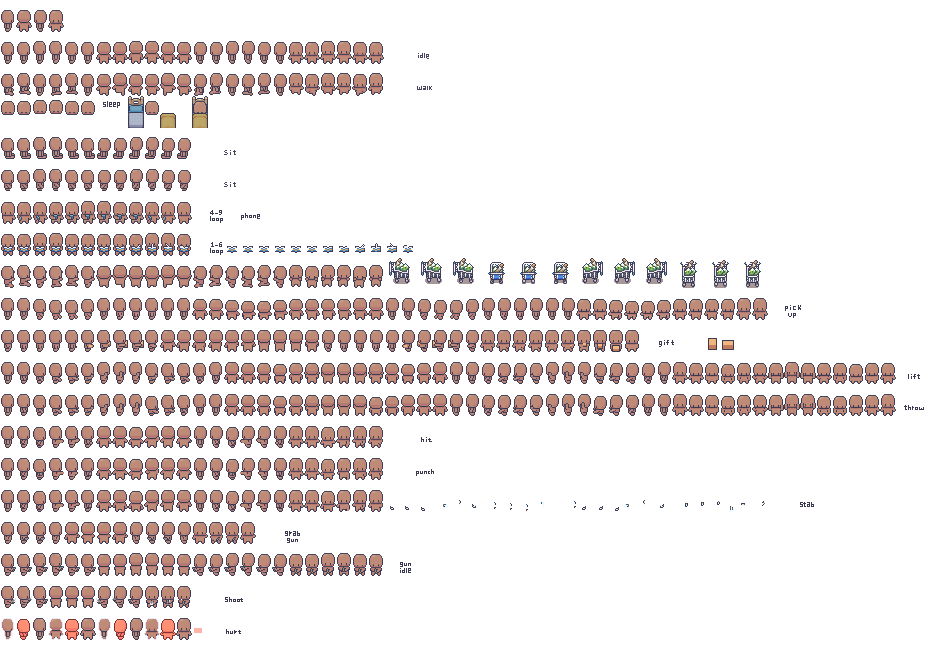 idle
walk
sleep
Sit
Sit
4-9
loop
phong
1-6
loop
pick
up
gift
lift
throw
hit
punch
stab
grab
gun
gun
idle
Shoot
hurt